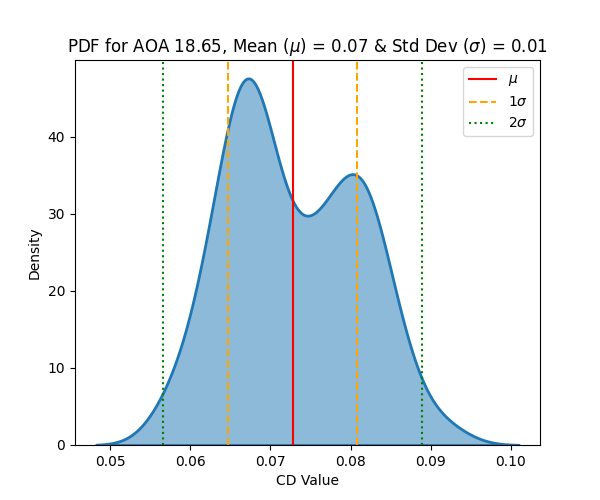 PDF for AOA 18.65, Mean (μ) = 0.07 & Std Dev (σ) = 0.01
μ
1σ
2σ
Density
40
30
20
10
0
0.05 0.06 0.07 0.08 0.09 0.10
CD Value